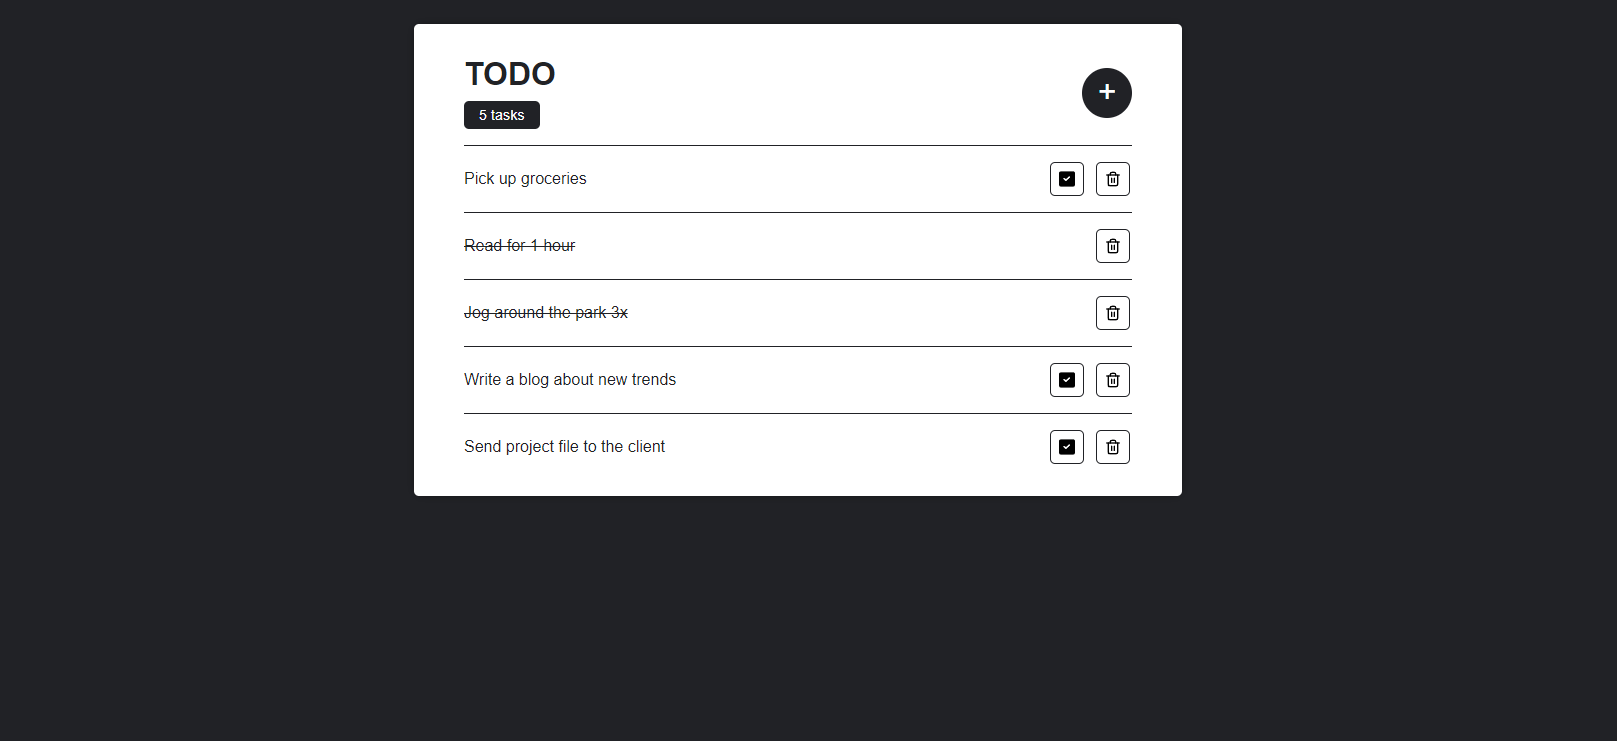 TODO
5 tasks
Pick up groceries
Read for 1 hour
Jog around the park 3x
Write a blog about new trends
Send project file to the client